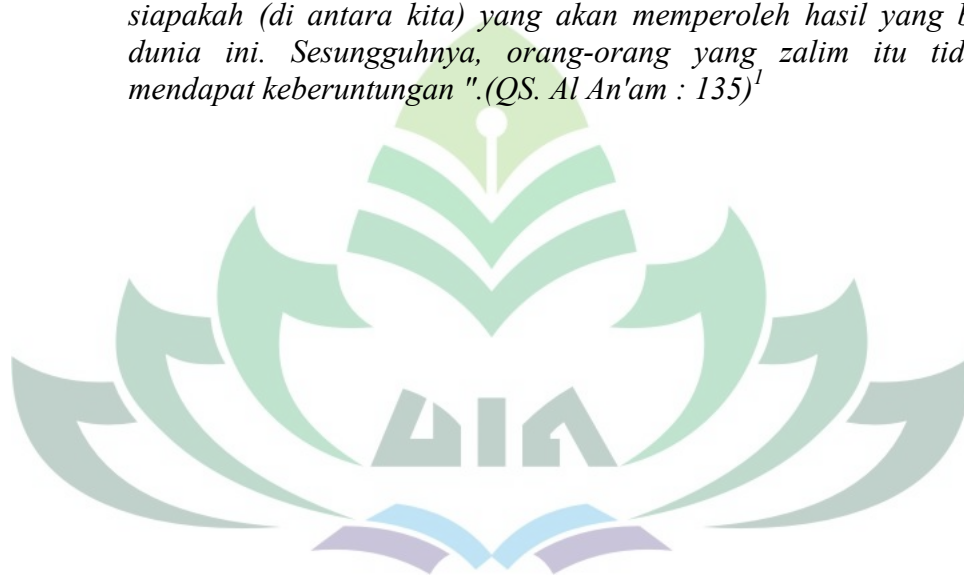 siapakah (di antara kita) yang akan memperoleh hasil yang
dunia ini. Sesungguhnya, orang-orang yang zalim itu
mendapat keberuntungan ".(QS. Al An'am : 135)1
UIN